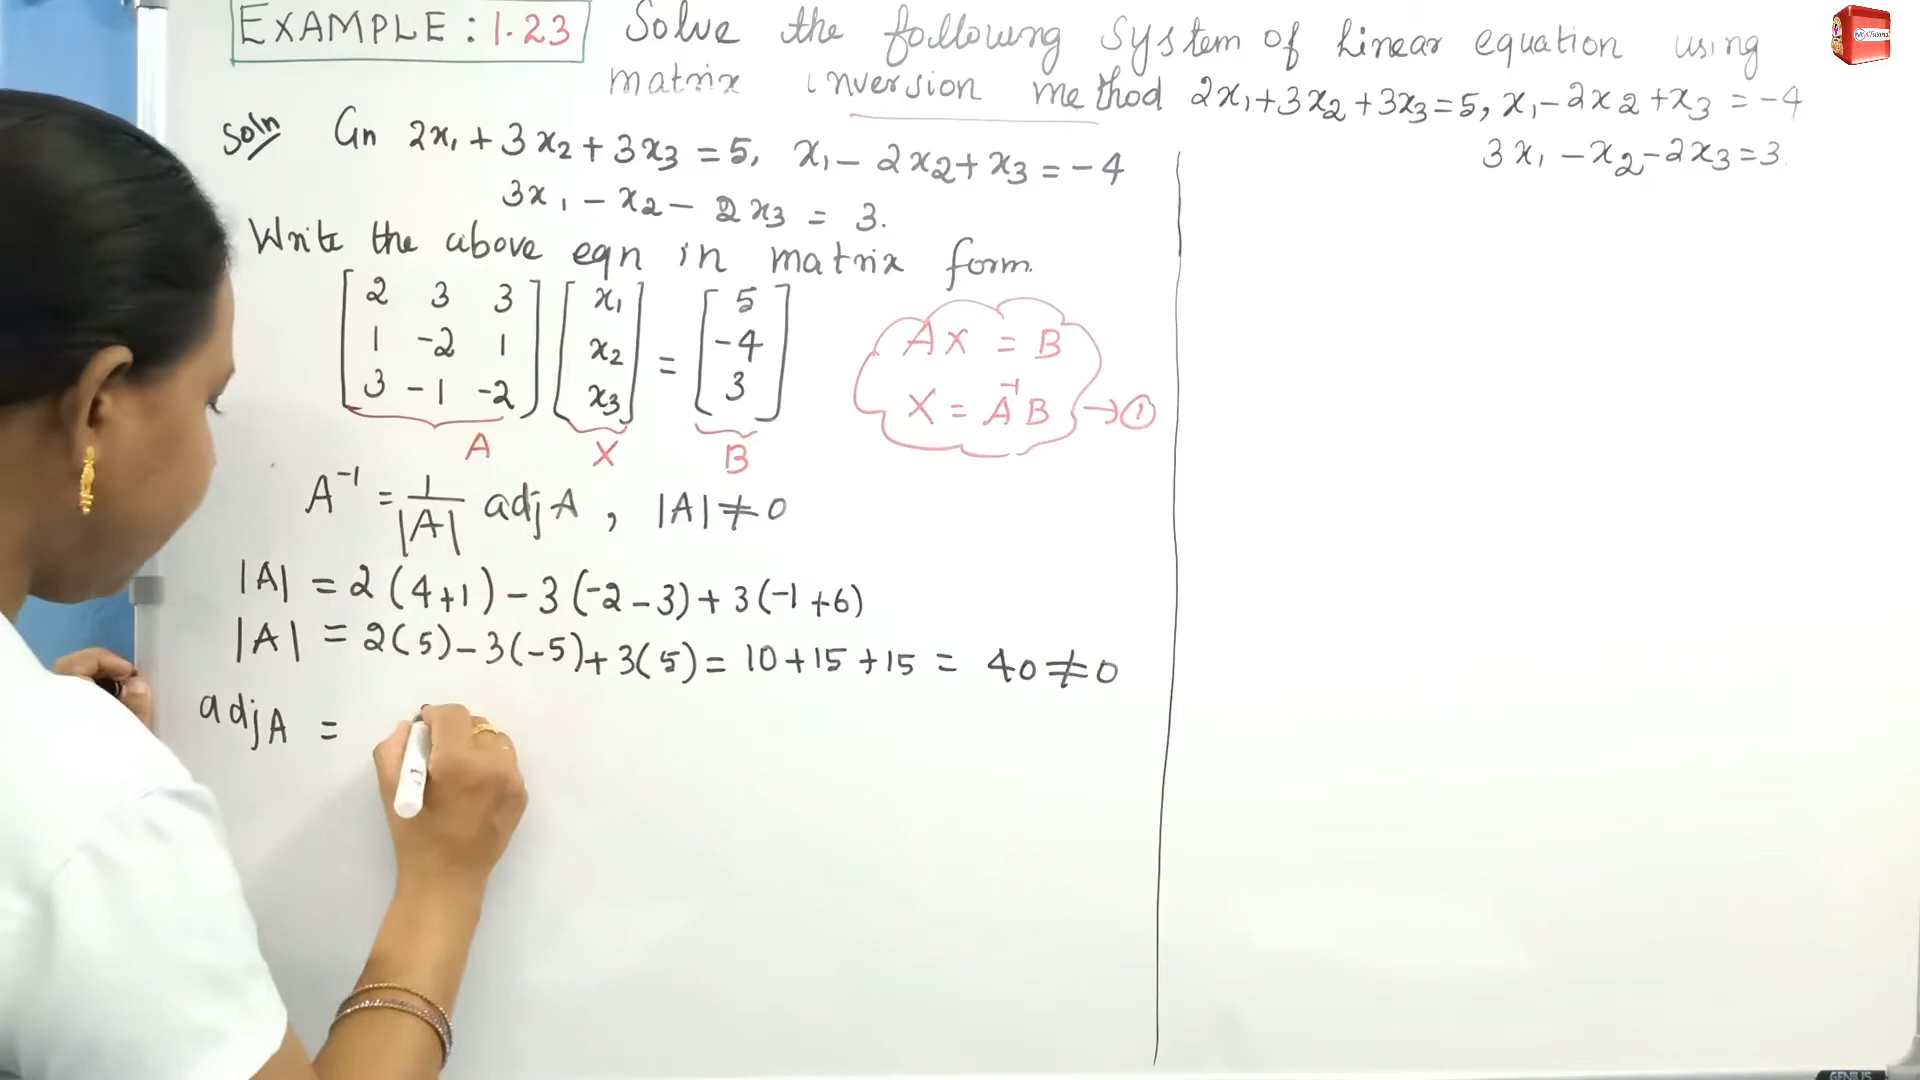 EXAMPLE : 1.23 Solve the following System of linear equation using
matrix inversion method 2x₁+3x₂+3x₃=5, x₁-2x2+x₃=-4
3x₁-x₂-2x₃=3.
Soln Gn 2x₁+3x₂+3x₃=5, x₁-2x₂+x₃=-4
3x₁-x₂-2x₃=3.
Write the above eqn in matrix form.
[2 3 3] [x₁] [5]
[1 -2 1] [x₂] = [-4]
[3 -1 -2] [x₃] [3]
A X B
AX = B
X = A⁻¹B →①
A⁻¹ = 1/|A| adjA, |A|≠0
|A| = 2(4+1)-3(-2-3)+3(-1+6)
|A| = 2(5)-3(-5)+3(5)=10+15+15 = 40≠0
adjA =
GENIUS